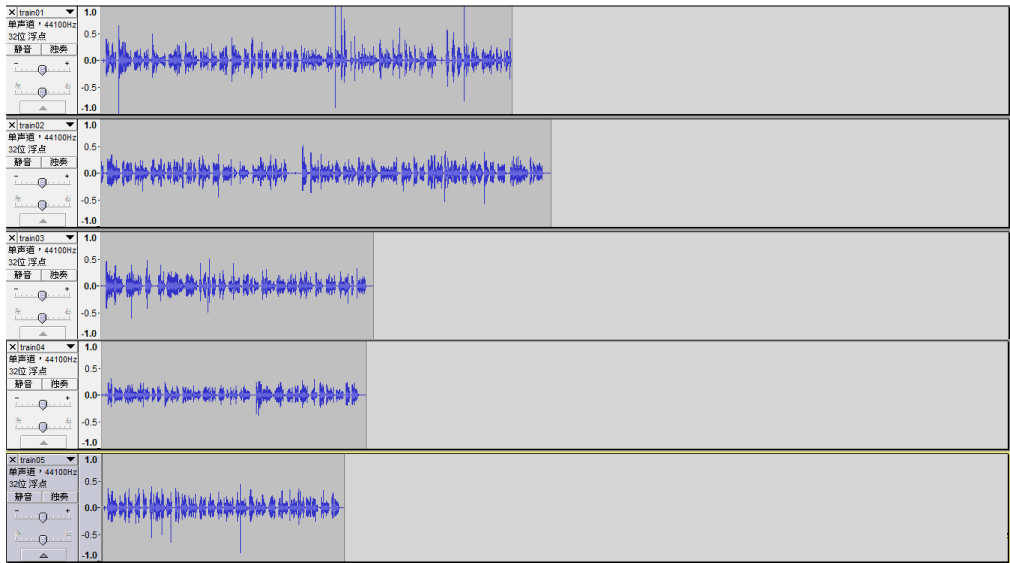 × train01 ▼ 1.0
单声道,44100Hz
32位 浮点 0.5
静音 独奏
- + 0.0
-0.5
-1.0
× train02 ▼ 1.0
单声道,44100Hz
32位 浮点 0.5
静音 独奏
- + 0.0
-0.5
-1.0
× train03 ▼ 1.0
单声道,44100Hz
32位 浮点 0.5
静音 独奏
- + 0.0
-0.5
-1.0
× train04 ▼ 1.0
单声道,44100Hz
32位 浮点 0.5
静音 独奏
- + 0.0
-0.5
-1.0
× train05 ▼ 1.0
单声道,44100Hz
32位 浮点 0.5
静音 独奏
- + 0.0
-0.5
-1.0